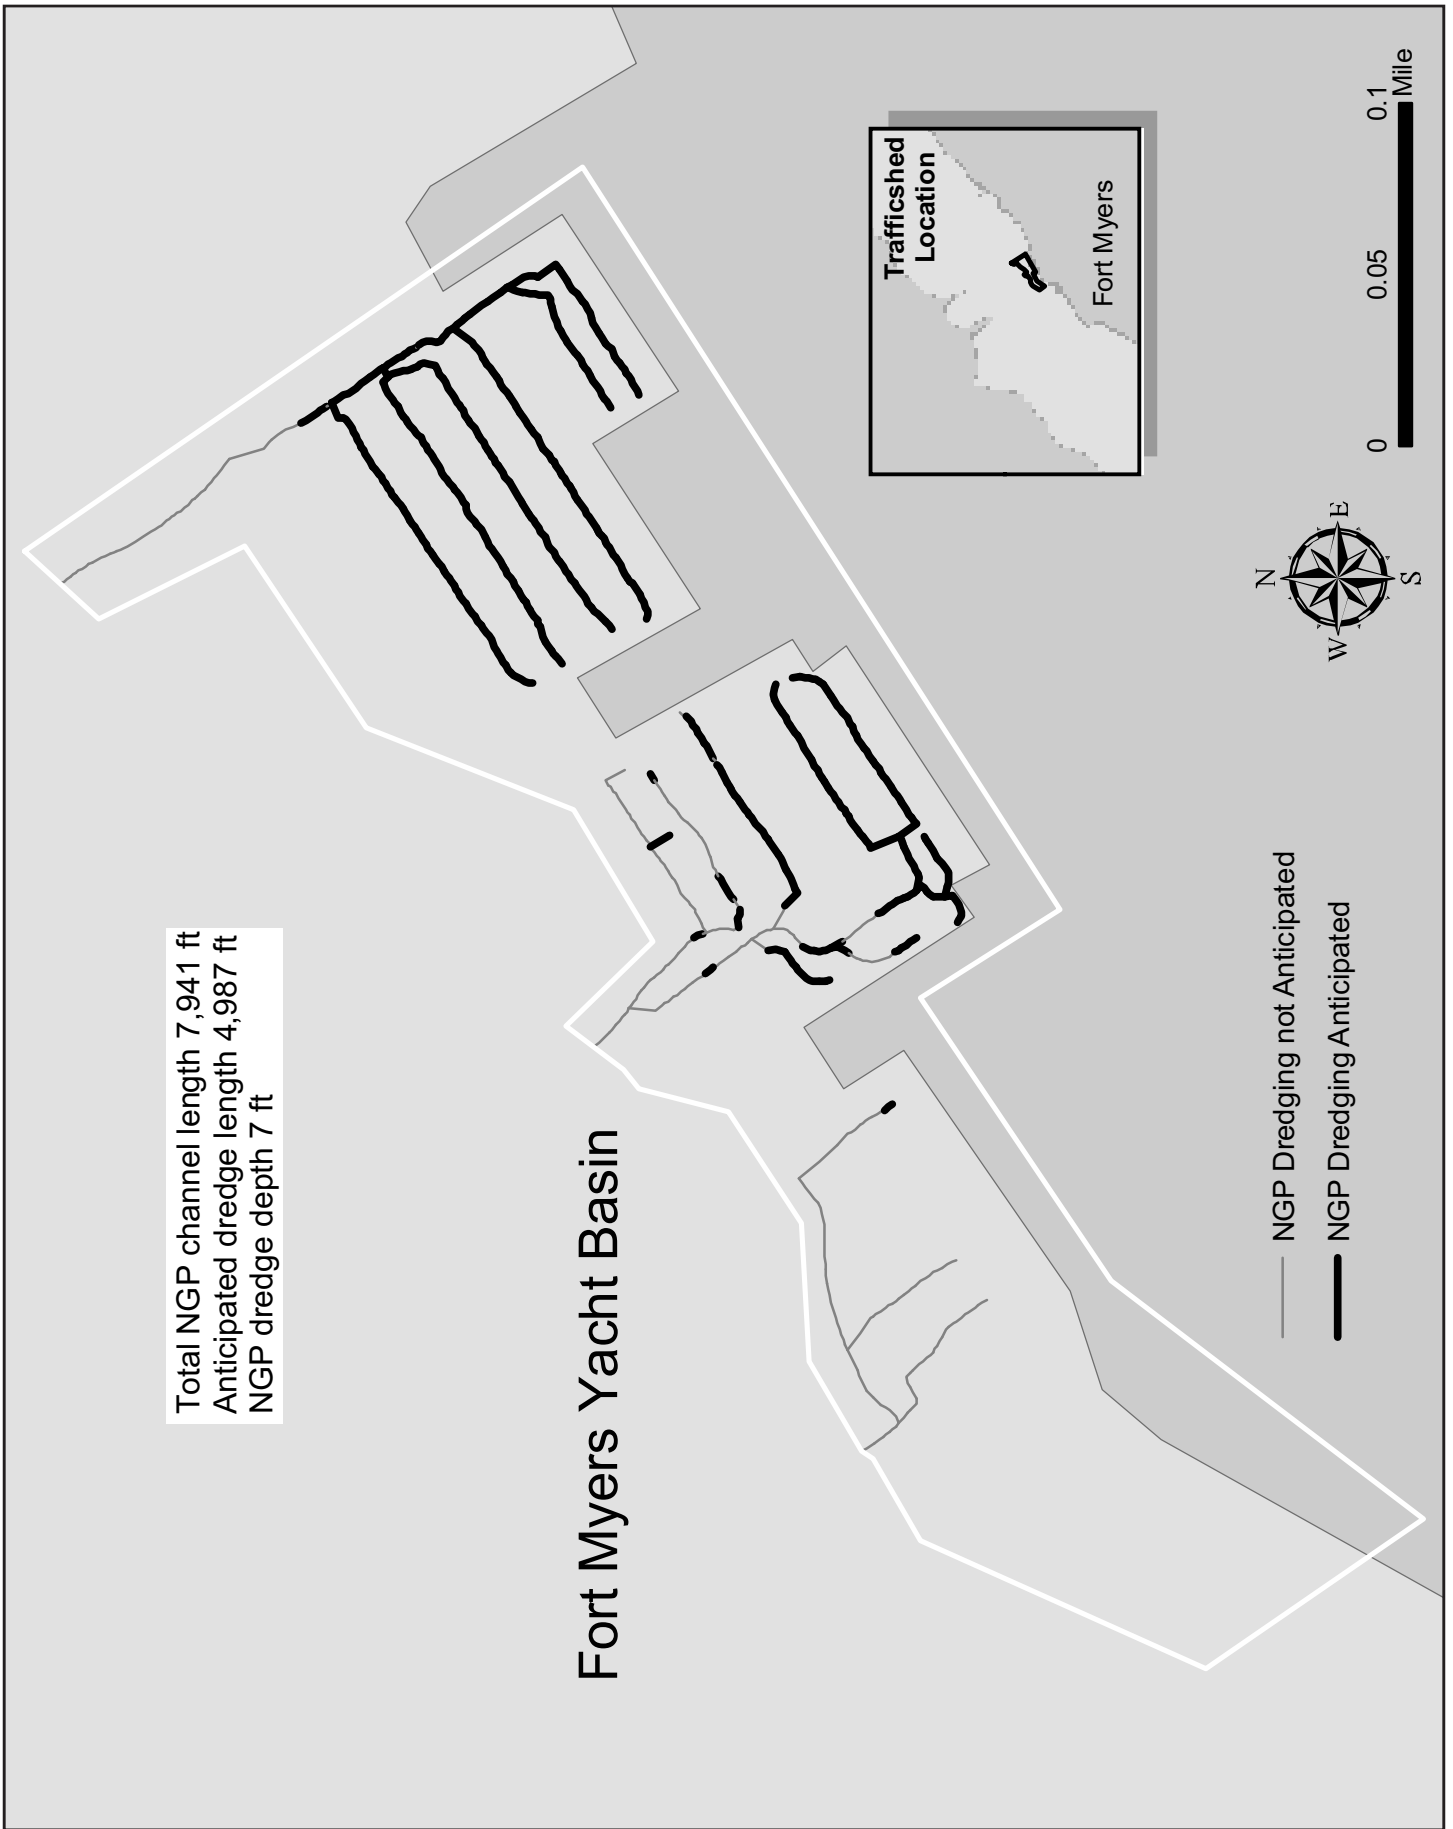 Total NGP channel length 7,941 ft
Anticipated dredge length 4,987 ft
NGP dredge depth 7 ft
Fort Myers Yacht Basin
Trafficshed
Location
Fort Myers
NGP Dredging not Anticipated
NGP Dredging Anticipated
N
W
E
S
0
0.05
0.1
Mile